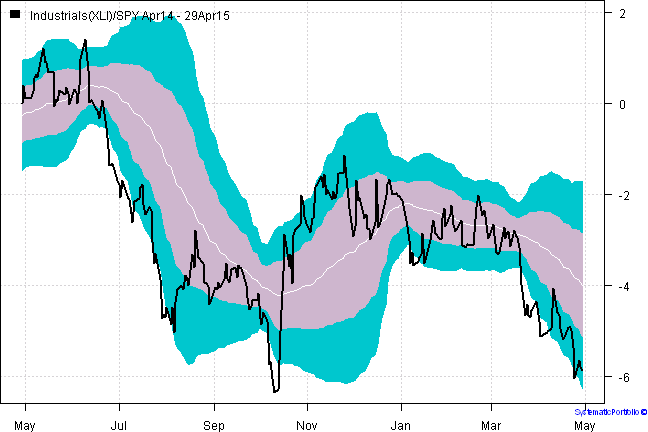 Industrials(XLI)/SPY Apr14 - 29Apr15
2
0
-2
-4
-6
May Jul Sep Nov Jan Mar May
SystematicPortfolio ©